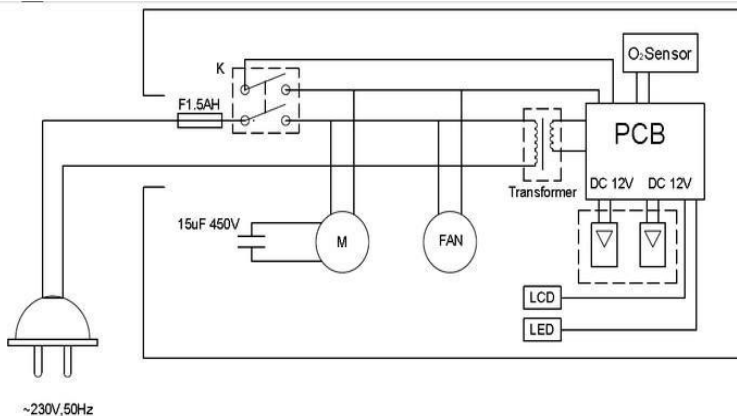 O₂Sensor
K
F1.5AH
PCB
Transformer
DC 12V DC 12V
15uF 450V
M
FAN
LCD
LED
~230V,50Hz